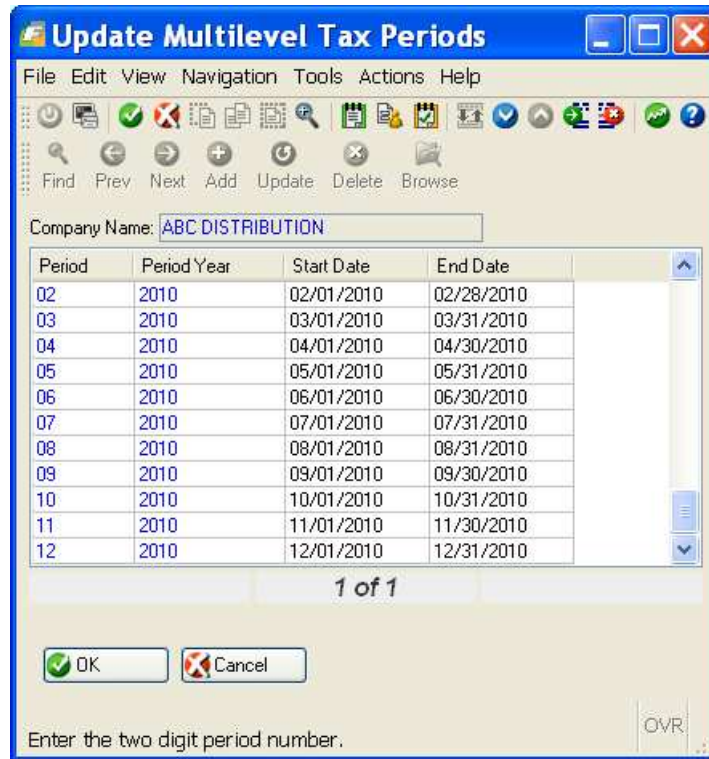 Update Multilevel Tax Periods
File Edit View Navigation Tools Actions Help
Find Prev Next Add Update Delete Browse
Company Name: ABC DISTRIBUTION
Period Period Year Start Date End Date
02 2010 02/01/2010 02/28/2010
03 2010 03/01/2010 03/31/2010
04 2010 04/01/2010 04/30/2010
05 2010 05/01/2010 05/31/2010
06 2010 06/01/2010 06/30/2010
07 2010 07/01/2010 07/31/2010
08 2010 08/01/2010 08/31/2010
09 2010 09/01/2010 09/30/2010
10 2010 10/01/2010 10/31/2010
11 2010 11/01/2010 11/30/2010
12 2010 12/01/2010 12/31/2010
1 of 1
OK Cancel
OVR
Enter the two digit period number.